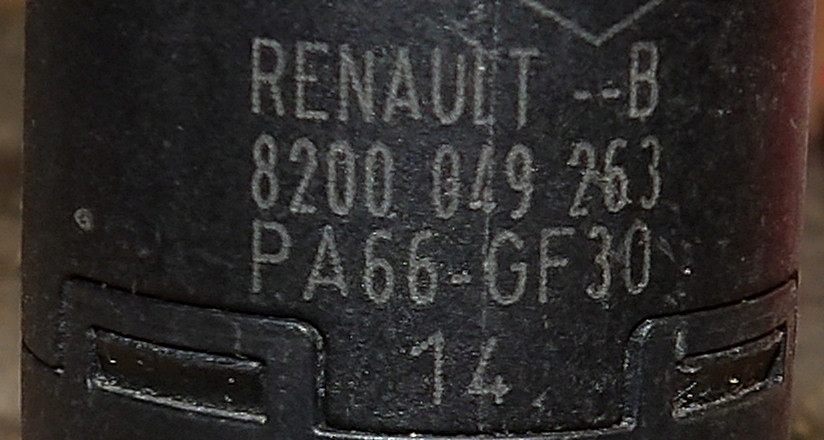 RENAULT --B
8200 049 263
PA66-GF30
14